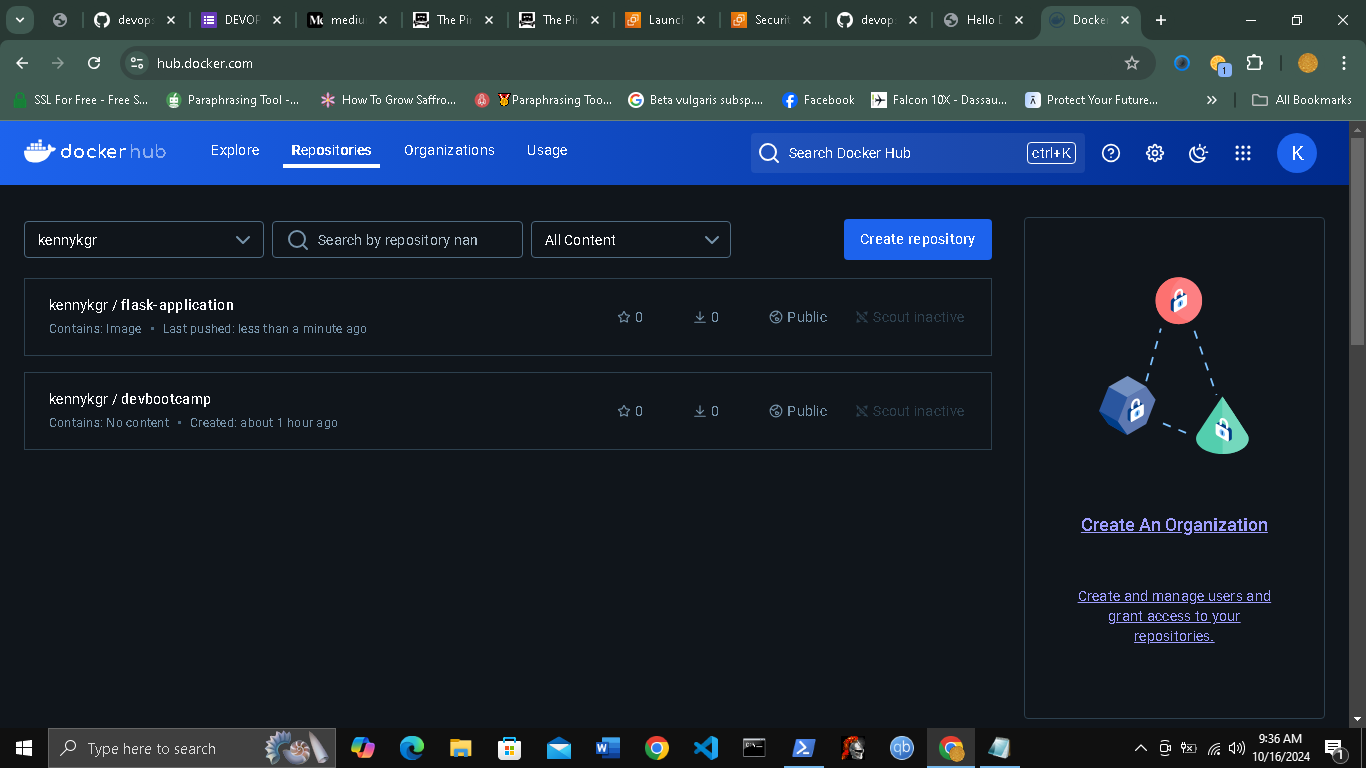 devop
DEVOP
mediu
The Pi
The Pi
Launc
Securit
devop
Hello
Docke
hub.docker.com
1
SSL For Free - Free S...
Paraphrasing Tool -...
How To Grow Saffro...
Paraphrasing Too...
Beta vulgaris subsp....
Facebook
Falcon 10X - Dassau...
Protect Your Future...
»
All Bookmarks
docker hub
Explore
Repositories
Organizations
Usage
Search Docker Hub
ctrl+K
K
kennykgr
Search by repository nan
All Content
Create repository
kennykgr / flask-application
0
0
Public
Scout inactive
Contains: Image • Last pushed: less than a minute ago
kennykgr / devbootcamp
0
0
Public
Scout inactive
Contains: No content • Created: about 1 hour ago
Create An Organization
Create and manage users and
grant access to your
repositories.
Type here to search
qb
9:36 AM
10/16/2024
1